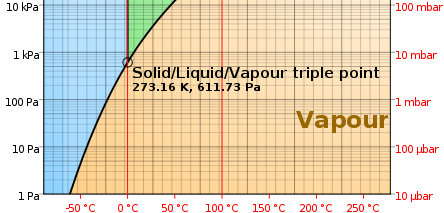 10 kPa
100 mbar
1 kPa
10 mbar
Solid/Liquid/Vapour triple point
273.16 K, 611.73 Pa
100 Pa
1 mbar
Vapour
10 Pa
100 µbar
1 Pa
10 µbar
-50 °C
0 °C
50 °C
100 °C
150 °C
200 °C
250 °C